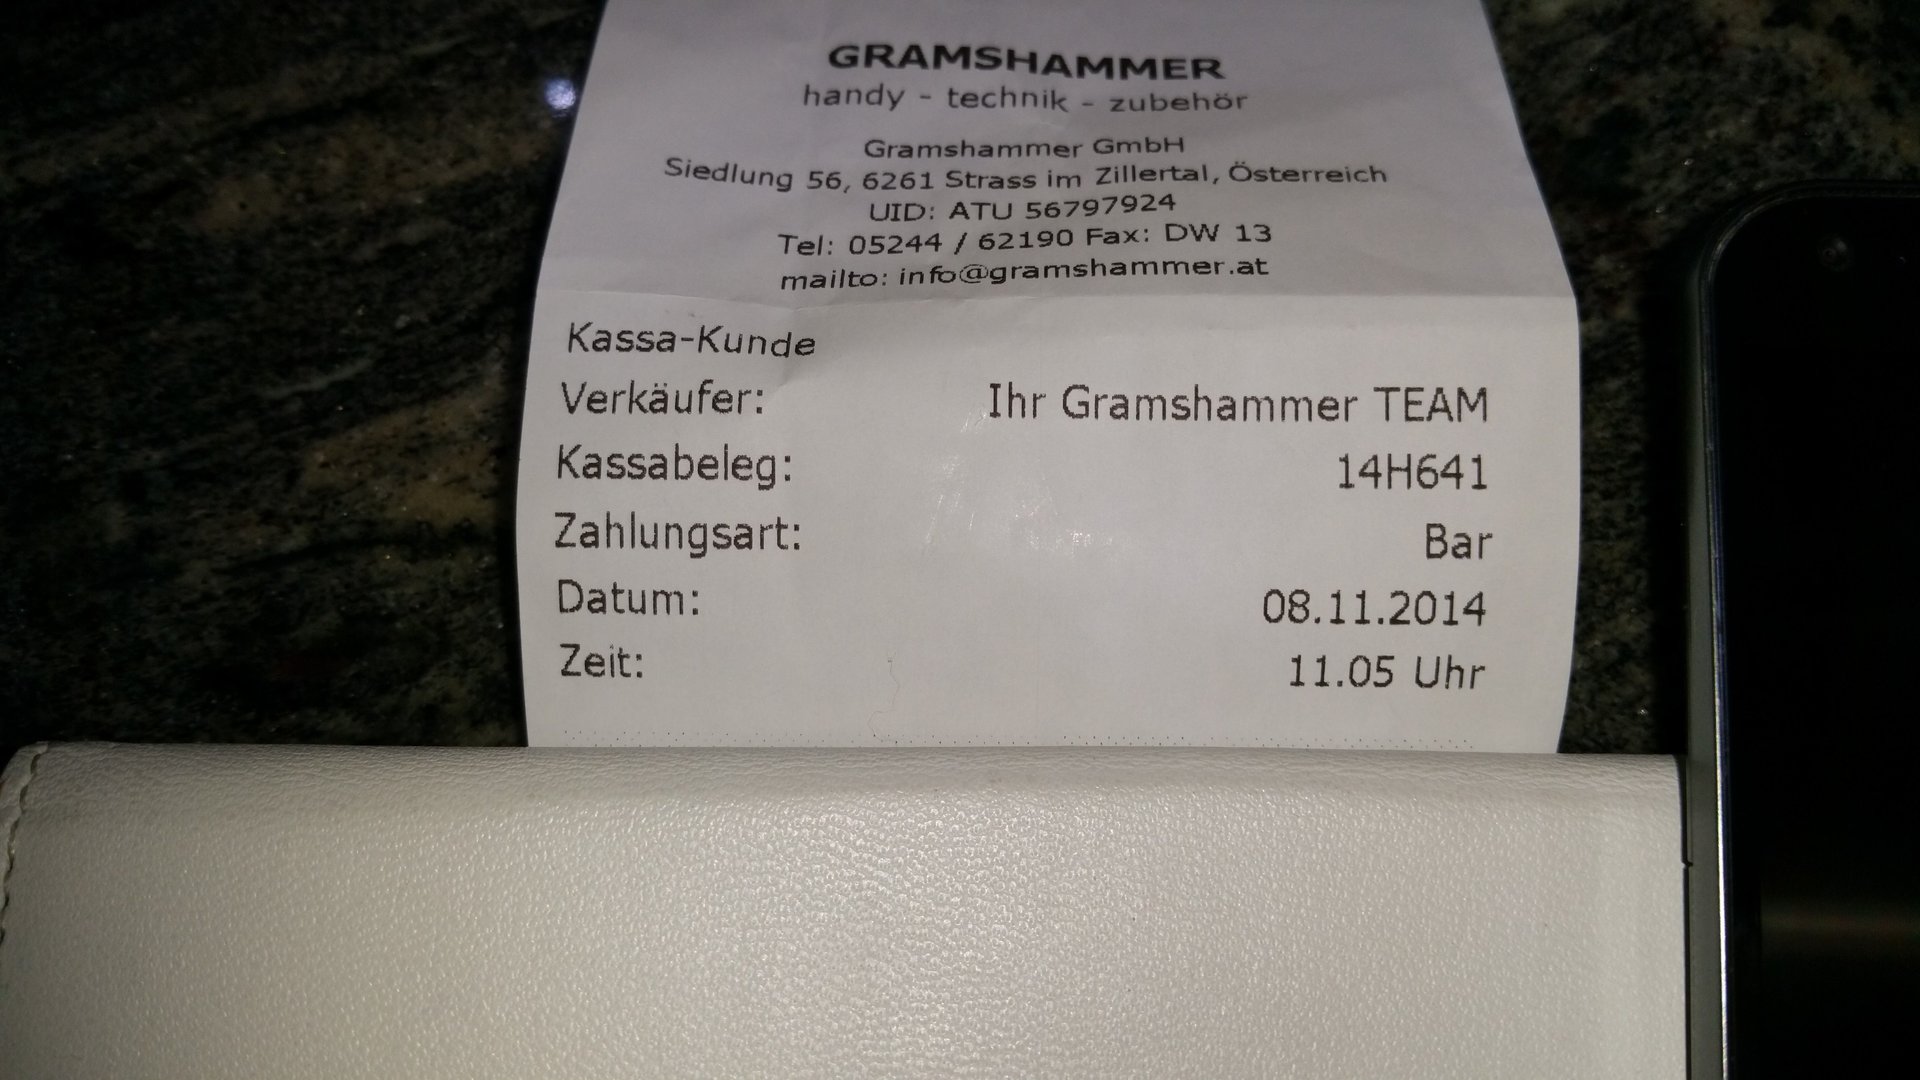 GRAMSHAMMER
handy - technik - zubehör
Gramshammer GmbH
Siedlung 56, 6261 Strass im Zillertal, Österreich
UID: ATU 56797924
Tel: 05244 / 62190 Fax: DW 13
mailto: info@gramshammer.at
Kassa-Kunde
Verkäufer: Ihr Gramshammer TEAM
Kassabeleg: 14H641
Zahlungsart: Bar
Datum: 08.11.2014
Zeit: 11.05 Uhr